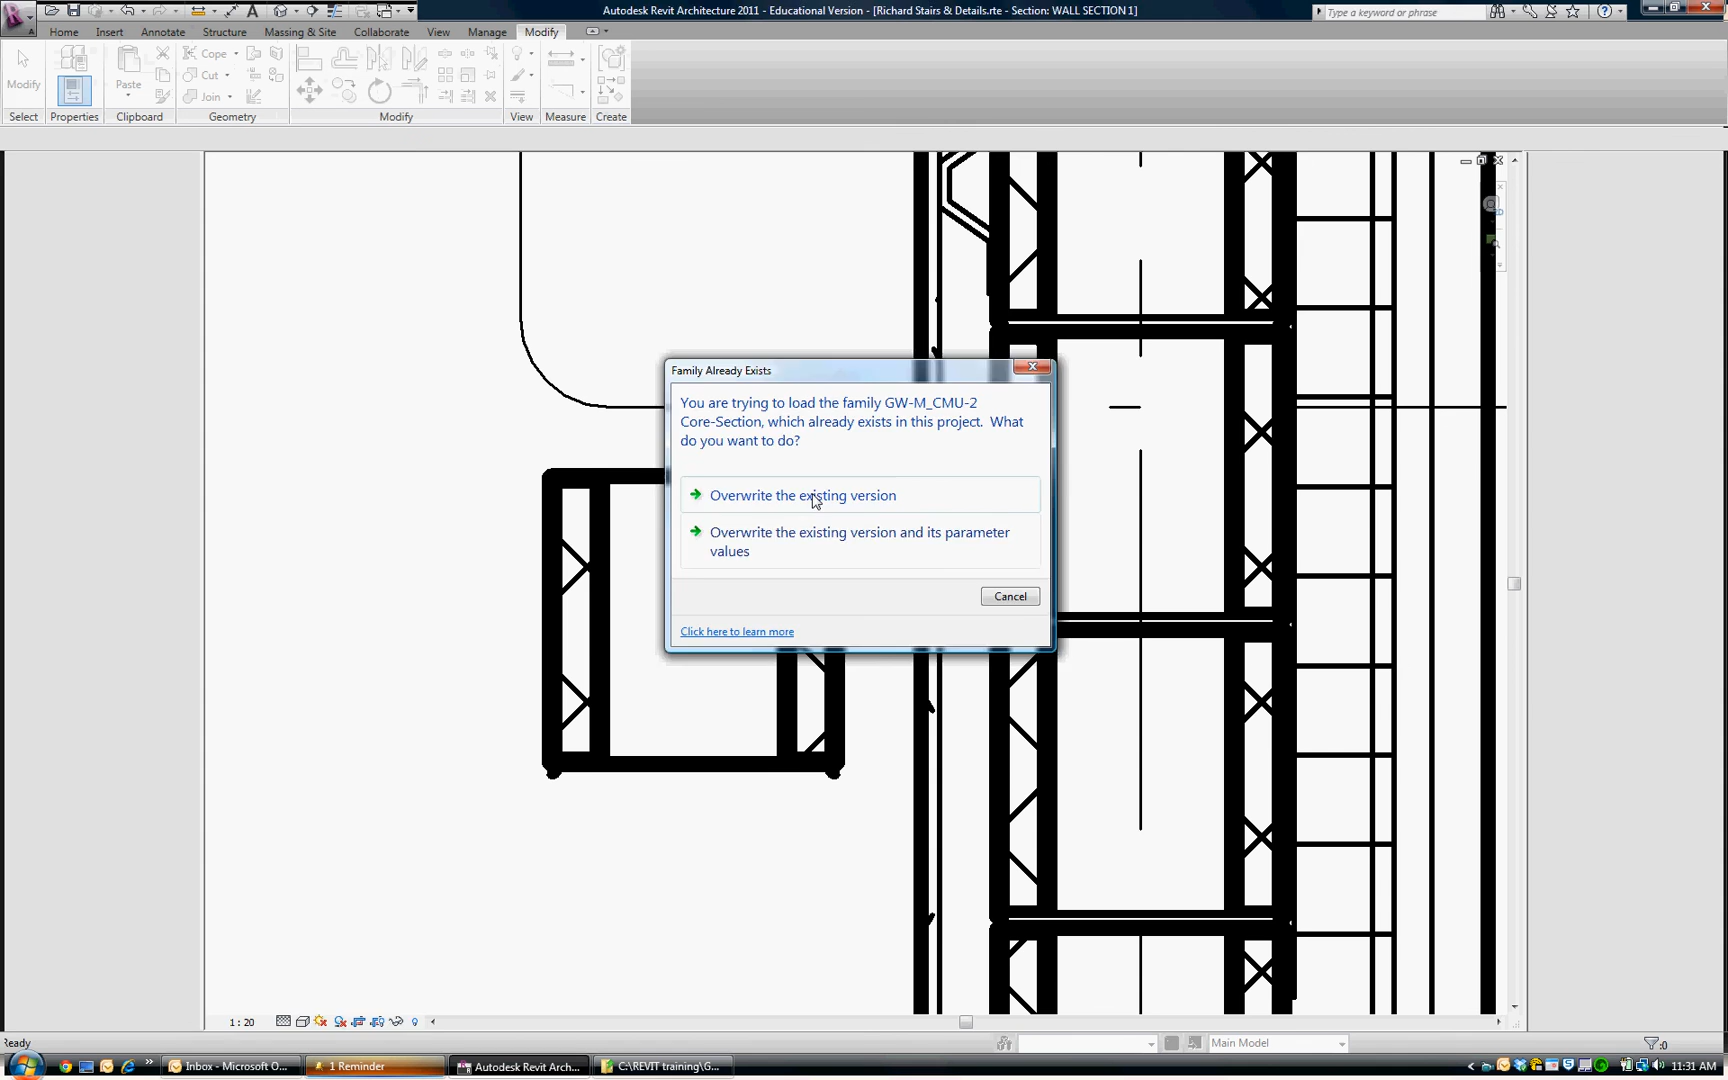 Autodesk Revit Architecture 2011 - Educational Version - [Richard Stairs & Details.rte - Section: WALL SECTION 1]
Type a keyword or phrase
Home Insert Annotate Structure Massing & Site Collaborate View Manage Modify
Cope
Cut
Join
Modify
Paste
Select Properties Clipboard Geometry Modify View Measure Create
Family Already Exists
You are trying to load the family GW-M_CMU-2
Core-Section, which already exists in this project. What
do you want to do?
Overwrite the existing version
Overwrite the existing version and its parameter
values
Cancel
Click here to learn more
1 : 20
Ready
Main Model
:0
Inbox - Microsoft O...
1 Reminder
Autodesk Revit Arch...
C:\REVIT training\G...
11:31 AM